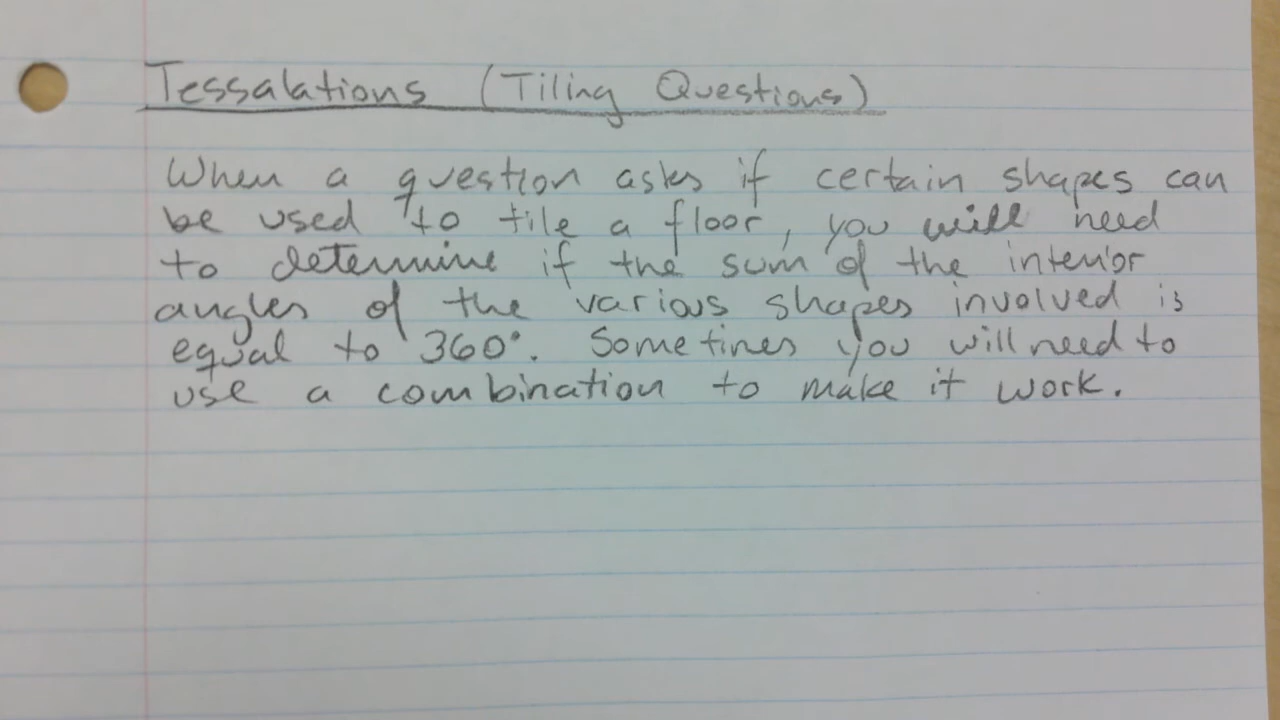 Tessalations (Tiling Questions)
When a question asks if certain shapes can
be used to tile a floor, you will need
to determine if the sum of the interior
angles of the various shapes involved is
equal to 360°. Sometimes you will need to
use a combination to make it work.